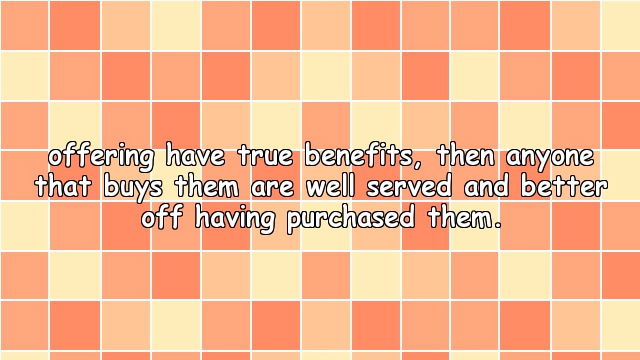 offering have true benefits, then anyone
that buys them are well served and better
off having purchased them.